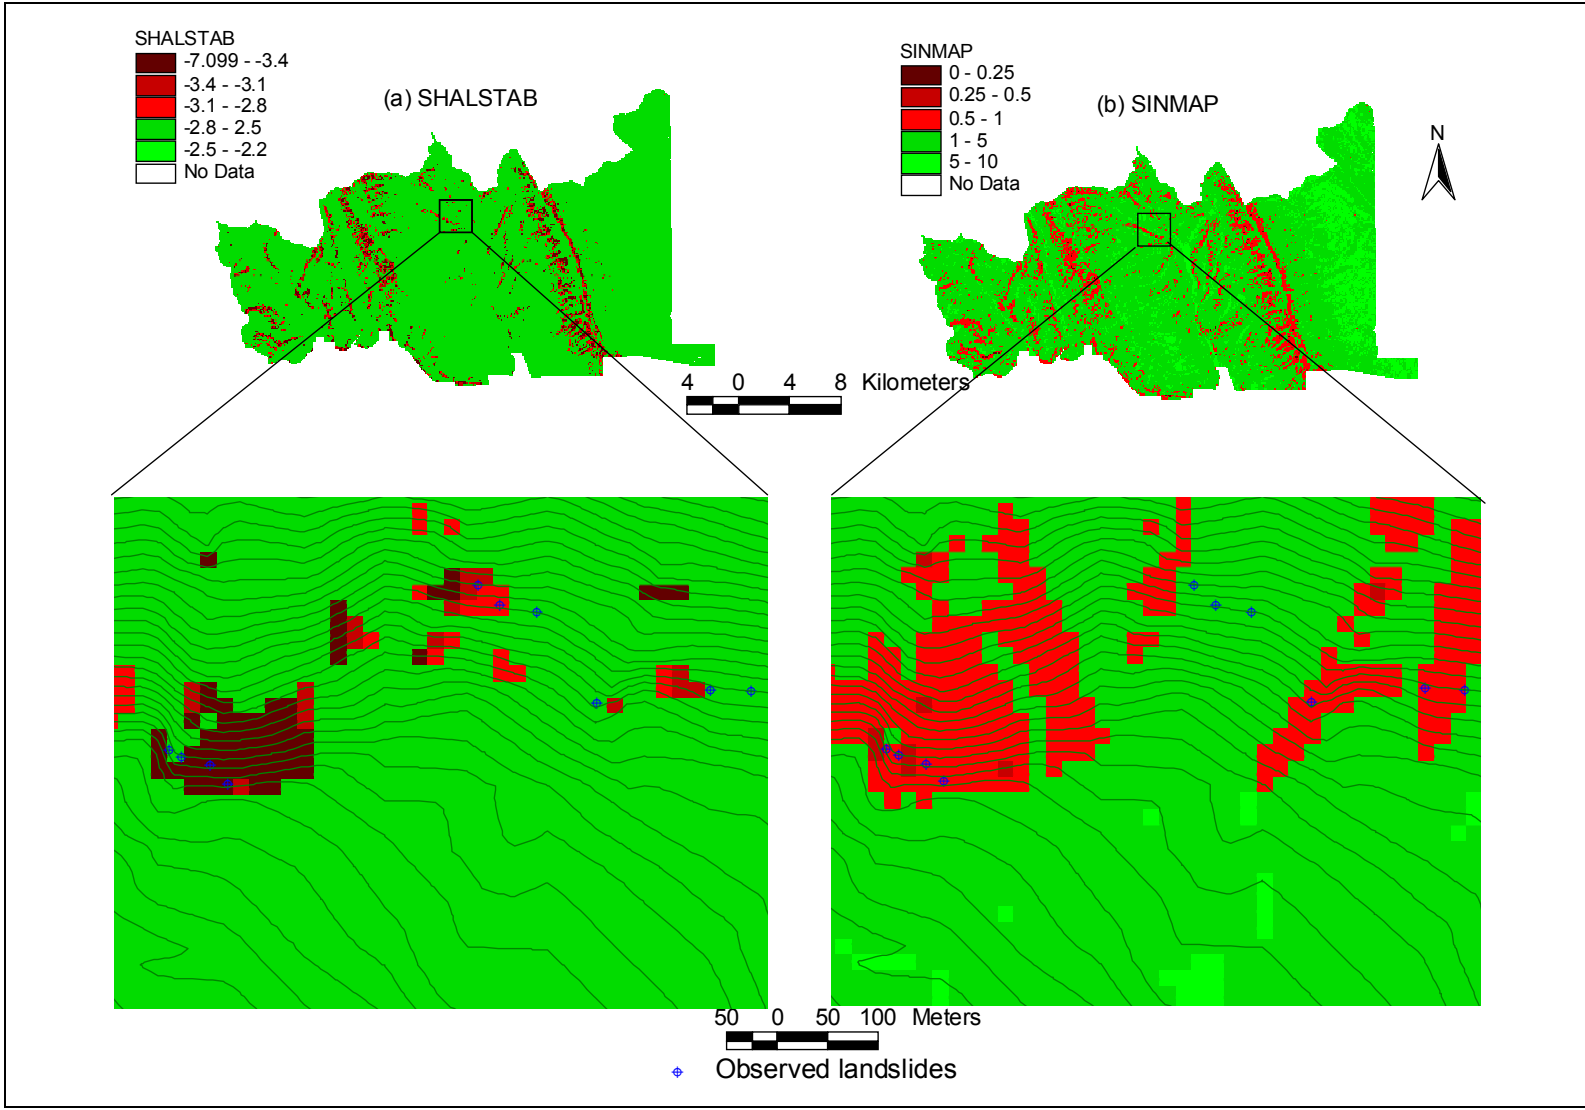 SHALSTAB
-7.099 - -3.4
-3.4 - -3.1
-3.1 - -2.8
-2.8 - 2.5
-2.5 - -2.2
No Data
(a) SHALSTAB
SINMAP
0 - 0.25
0.25 - 0.5
0.5 - 1
1 - 5
5 - 10
No Data
(b) SINMAP
N
4 0 4 8 Kilometers
50 0 50 100 Meters
Observed landslides